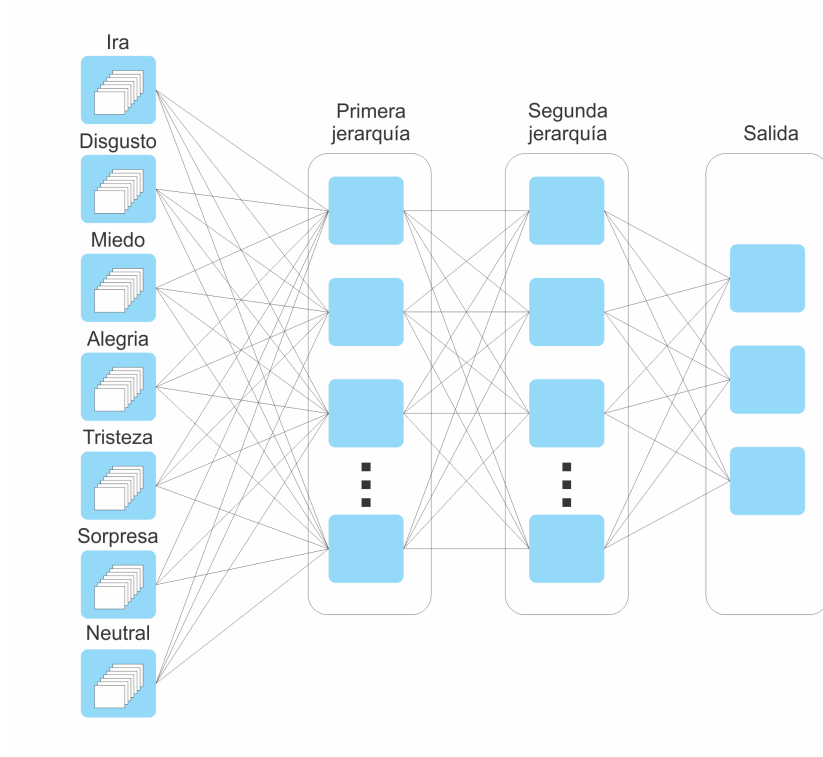 Ira
Disgusto
Miedo
Alegria
Tristeza
Sorpresa
Neutral
Primera
jerarquía
Segunda
jerarquía
Salida